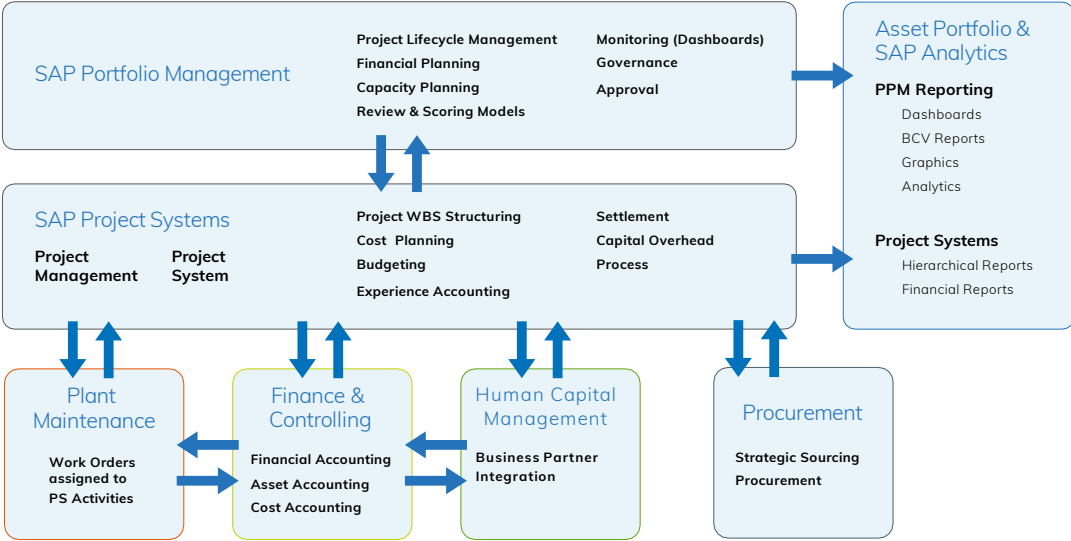 SAP Portfolio Management
Project Lifecycle Management
Financial Planning
Capacity Planning
Review & Scoring Models
Monitoring (Dashboards)
Governance
Approval
Asset Portfolio &
SAP Analytics
PPM Reporting
Dashboards
BCV Reports
Graphics
Analytics
Project Systems
Hierarchical Reports
Financial Reports
SAP Project Systems
Project
Management
Project
System
Project WBS Structuring
Cost Planning
Budgeting
Experience Accounting
Settlement
Capital Overhead
Process
Plant
Maintenance
Work Orders
assigned to
PS Activities
Finance &
Controlling
Financial Accounting
Asset Accounting
Cost Accounting
Human Capital
Management
Business Partner
Integration
Procurement
Strategic Sourcing
Procurement